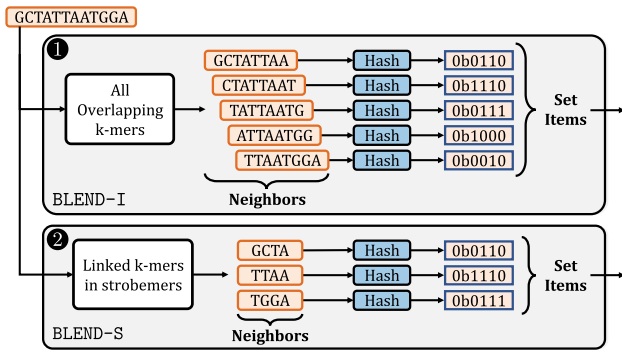 GCTATTAATGGA
1
All
Overlapping
k-mers
GCTATTAA Hash 0b0110
CTATTAAT Hash 0b1110
TATTAATG Hash 0b0111
ATTAATGG Hash 0b1000
TTAATGGA Hash 0b0010
Set
Items
Neighbors
BLEND-I
2
Linked k-mers
in strobemers
GCTA Hash 0b0110
TTAA Hash 0b1110
TGGA Hash 0b0111
Set
Items
Neighbors
BLEND-S